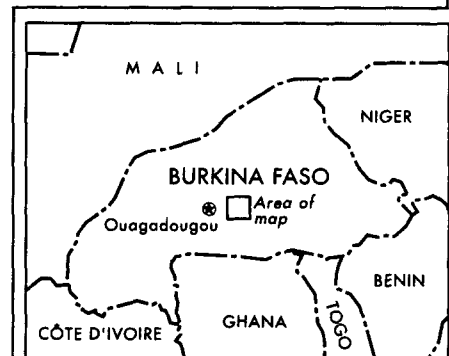 MALI
NIGER
BURKINA FASO
Area of
map
Ouagadougou
BENIN
TOGO
GHANA
CÔTE D'IVOIRE